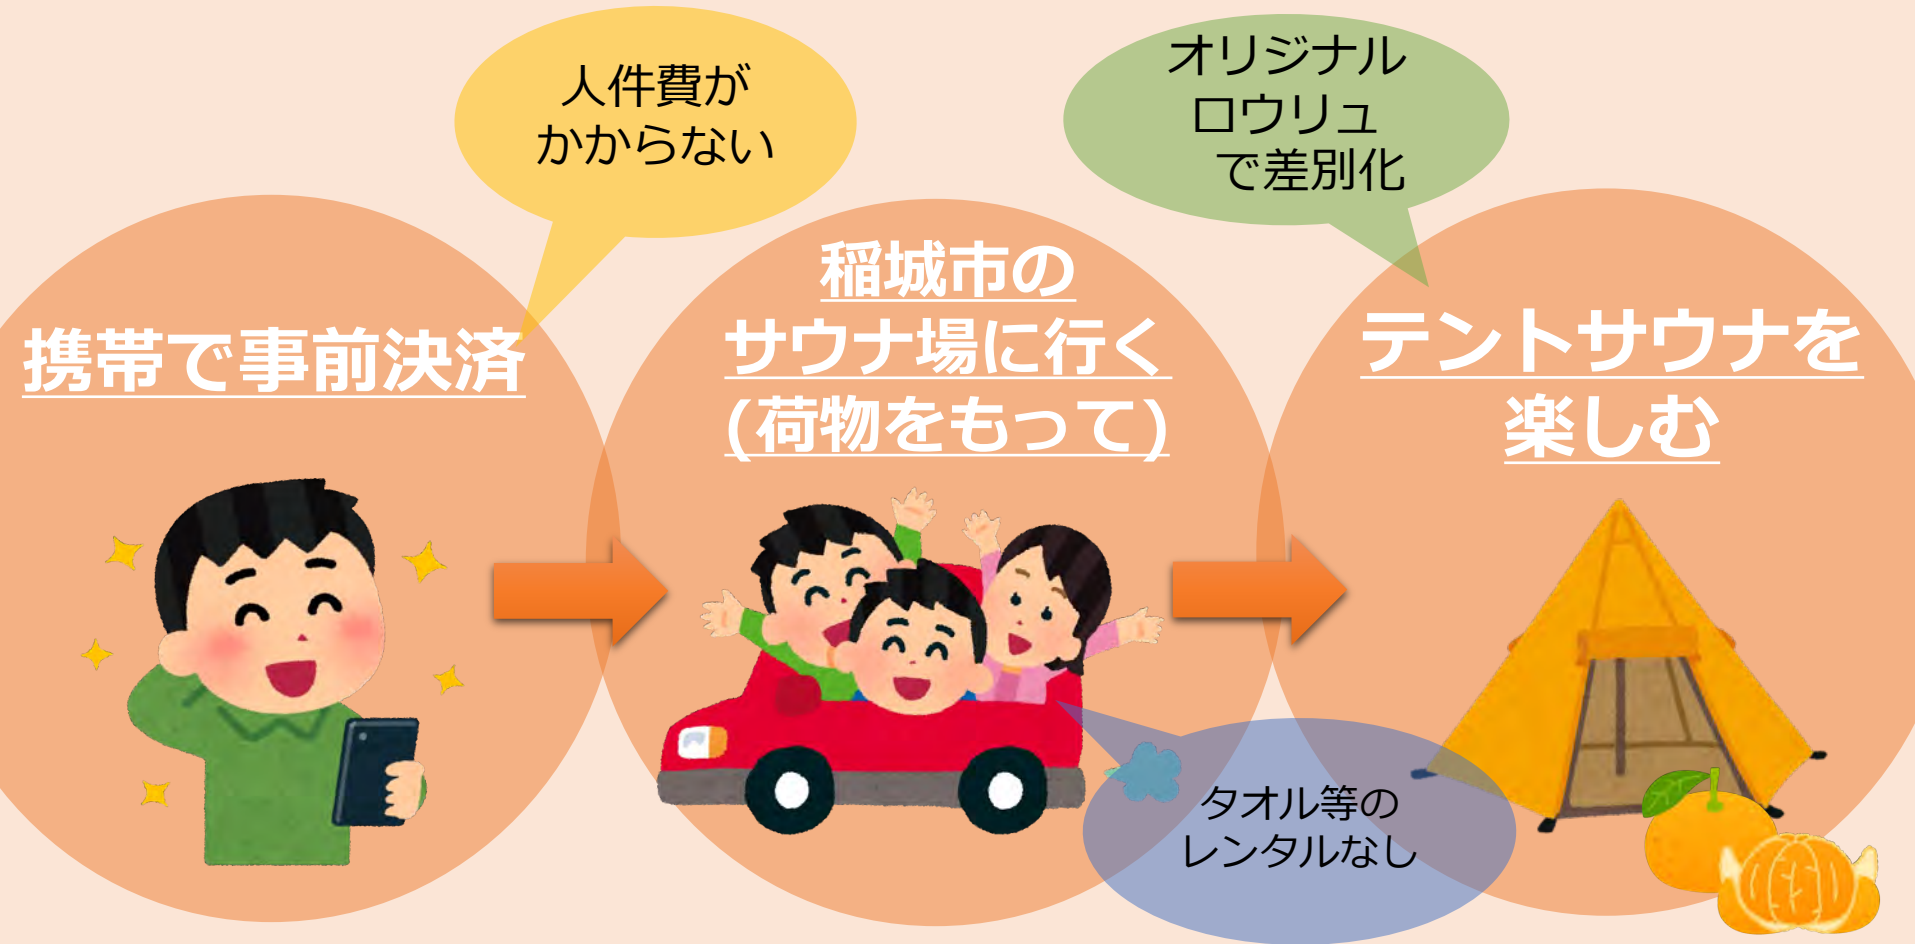 人件費が
かからない
オリジナル
ロウリュ
で差別化
携帯で事前決済
稲城市の
サウナ場に行く
(荷物をもって)
テントサウナを
楽しむ
タオル等の
レンタルなし